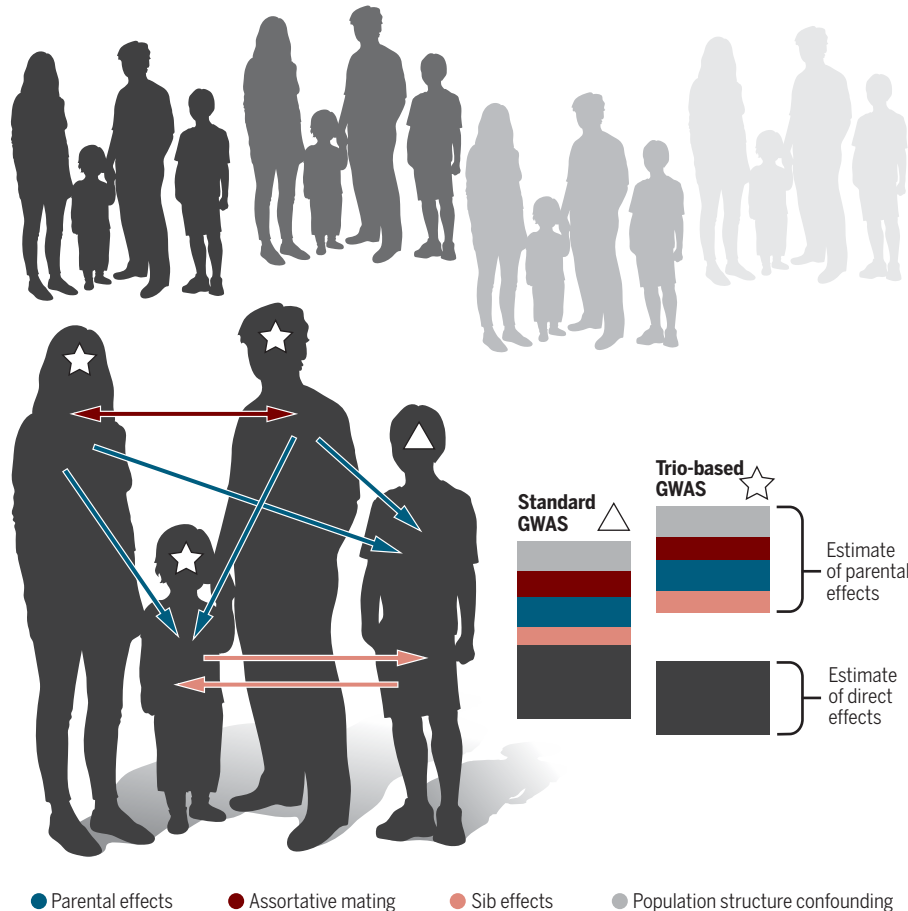 Standard
GWAS
Trio-based
GWAS
Estimate
of parental
effects
Estimate
of direct
effects
Parental effects
Assortative mating
Sib effects
Population structure confounding